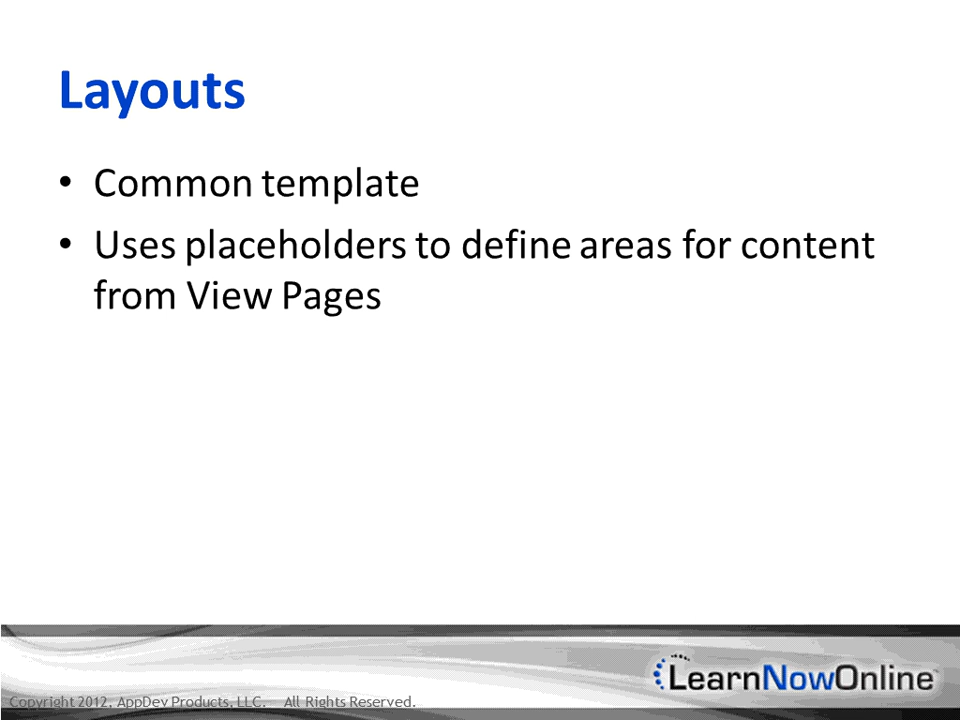 Layouts
• Common template
• Uses placeholders to define areas for content
from View Pages
LearnNowOnline
Copyright 2012, AppDev Products, LLC. All Rights Reserved.